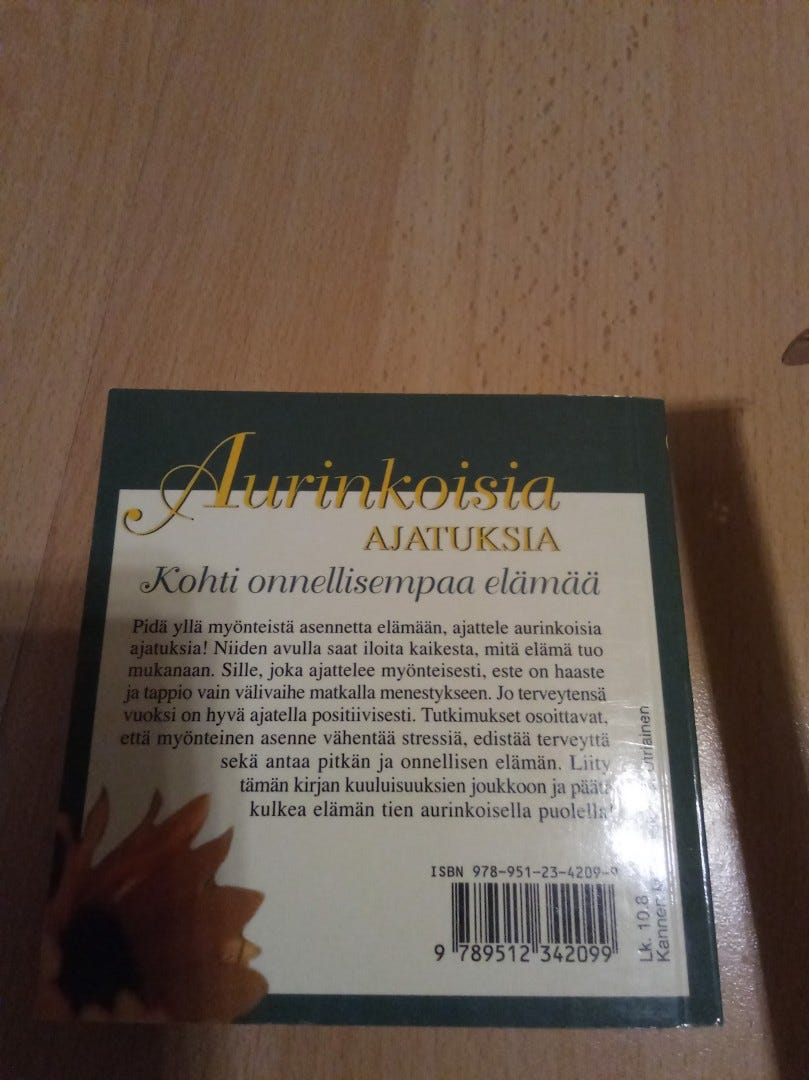 Aurinkoisia
AJATUKSIA
Kohti onnellisempaa elämää
Pidä yllä myönteistä asennetta elämään, ajattele aurinkoisia
ajatuksia! Niiden avulla saat iloita kaikesta, mitä elämä tuo
mukanaan. Sille, joka ajattelee myönteisesti, este on haaste
ja tappio vain välivaihe matkalla menestykseen. Jo terveytensä
vuoksi on hyvä ajatella positiivisesti. Tutkimukset osoittavat,
että myönteinen asenne vähentää stressiä, edistää terveyttä
sekä antaa pitkän ja onnellisen elämän. Liity
tämän kirjan kuuluisuuksien joukkoon ja päätä
kulkea elämän tien aurinkoisella puolella!
ISBN 978-951-23-4209-9
9 789512 342099
Lk. 10.8
Kannen